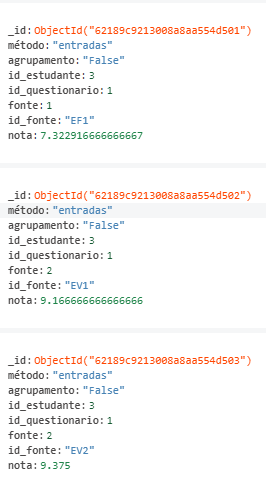 _id: ObjectId("62189c9213008a8aa554d501")
método: "entradas"
agrupamento: "False"
id_estudante: 3
id_questionario: 1
fonte: 1
id_fonte: "EF1"
nota: 7.322916666666667
_id: ObjectId("62189c9213008a8aa554d502")
método: "entradas"
agrupamento: "False"
id_estudante: 3
id_questionario: 1
fonte: 2
id_fonte: "EV1"
nota: 9.166666666666666
_id: ObjectId("62189c9213008a8aa554d503")
método: "entradas"
agrupamento: "False"
id_estudante: 3
id_questionario: 1
fonte: 2
id_fonte: "EV2"
nota: 9.375